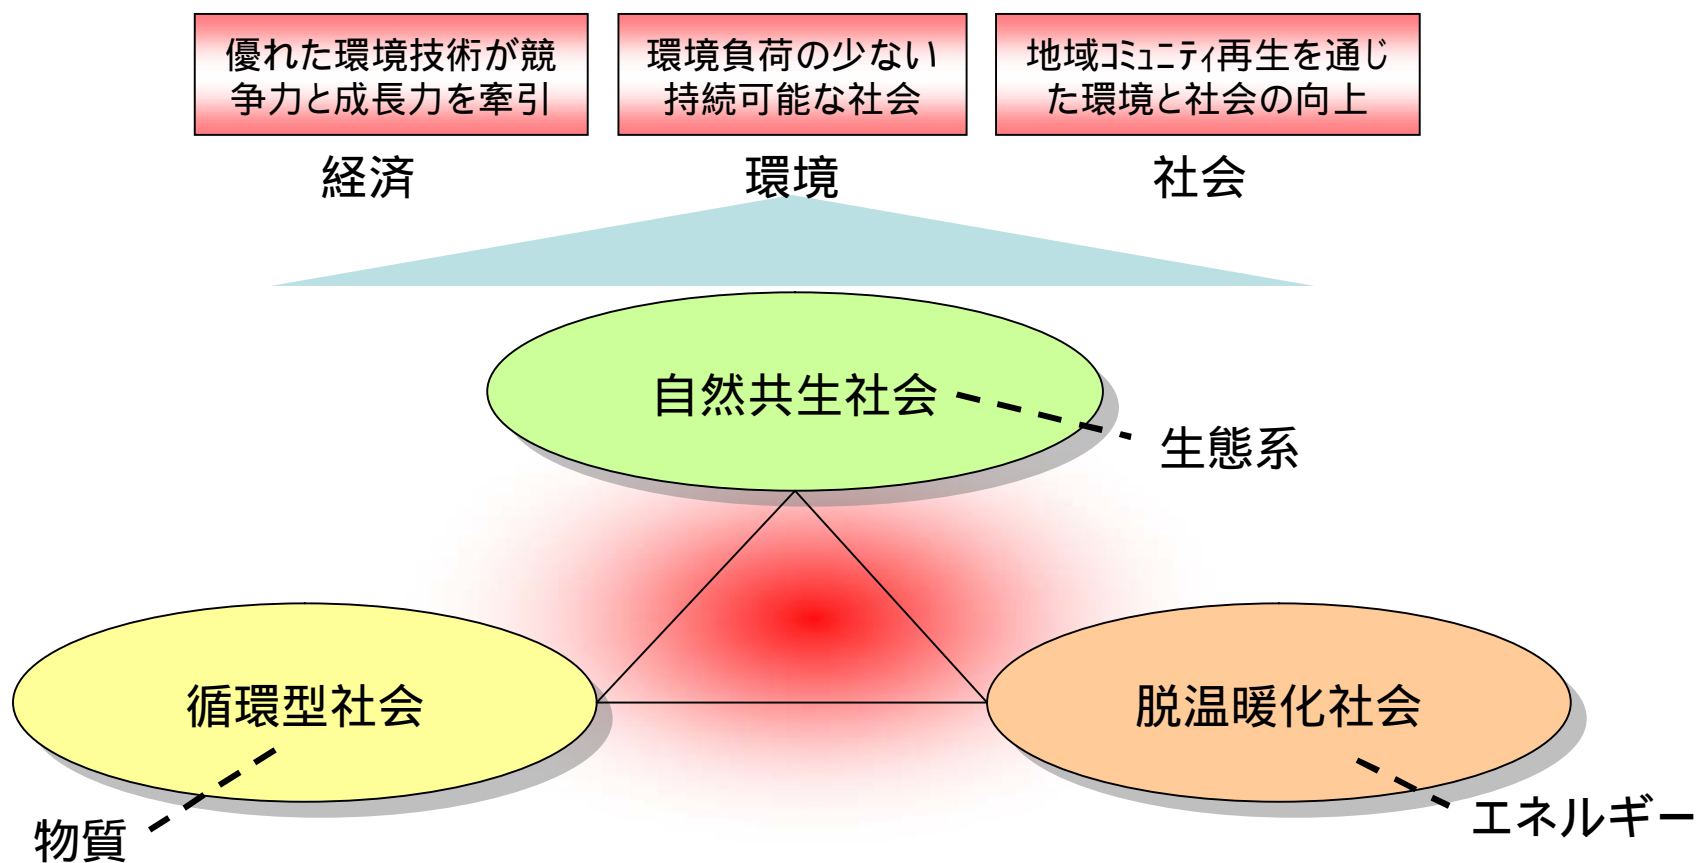 優れた環境技術が競
争力と成長力を牽引
環境負荷の少ない
持続可能な社会
地域ｺﾐｭﾆﾃｨ再生を通じ
た環境と社会の向上
経済
環境
社会
自然共生社会
生態系
循環型社会
脱温暖化社会
物質
エネルギー